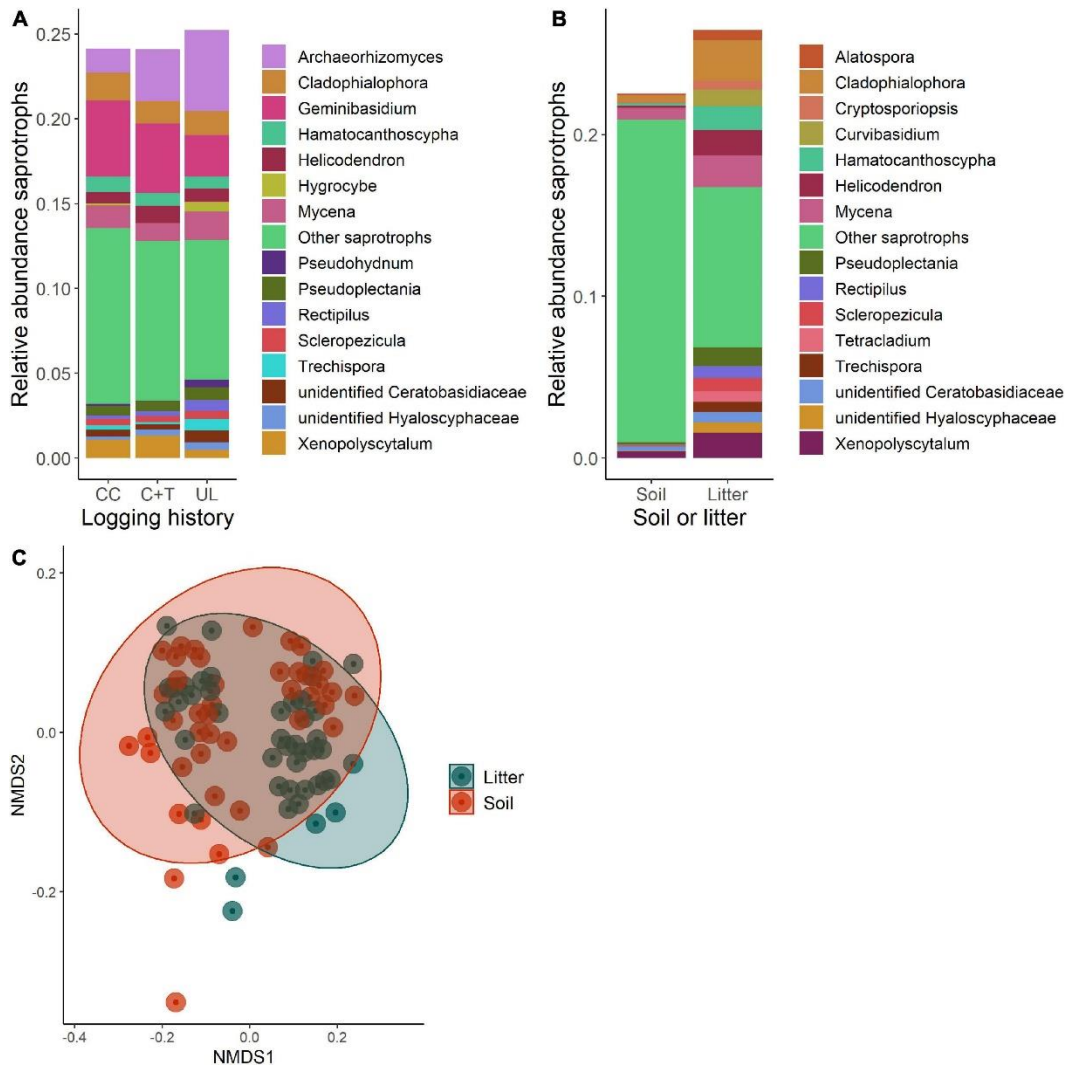 A
Relative abundance saprotrophs
0.25
0.20
0.15
0.10
0.05
0.00
CC C+T UL
Logging history
Archaeorhizomyces
Cladophialophora
Geminibasidium
Hamatocanthoscypha
Helicodendron
Hygrocybe
Mycena
Other saprotrophs
Pseudohydnum
Pseudoplectania
Rectipilus
Scleropezicula
Trechispora
unidentified Ceratobasidiaceae
unidentified Hyaloscyphaceae
Xenopolyscytalum
B
Relative abundance saprotrophs
0.2
0.1
0.0
Soil Litter
Soil or litter
Alatospora
Cladophialophora
Cryptosporiopsis
Curvibasidium
Hamatocanthoscypha
Helicodendron
Mycena
Other saprotrophs
Pseudoplectania
Rectipilus
Scleropezicula
Tetracladium
Trechispora
unidentified Ceratobasidiaceae
unidentified Hyaloscyphaceae
Xenopolyscytalum
C
NMDS2
0.2
0.0
-0.2
-0.4 -0.2 0.0 0.2
NMDS1
Litter
Soil